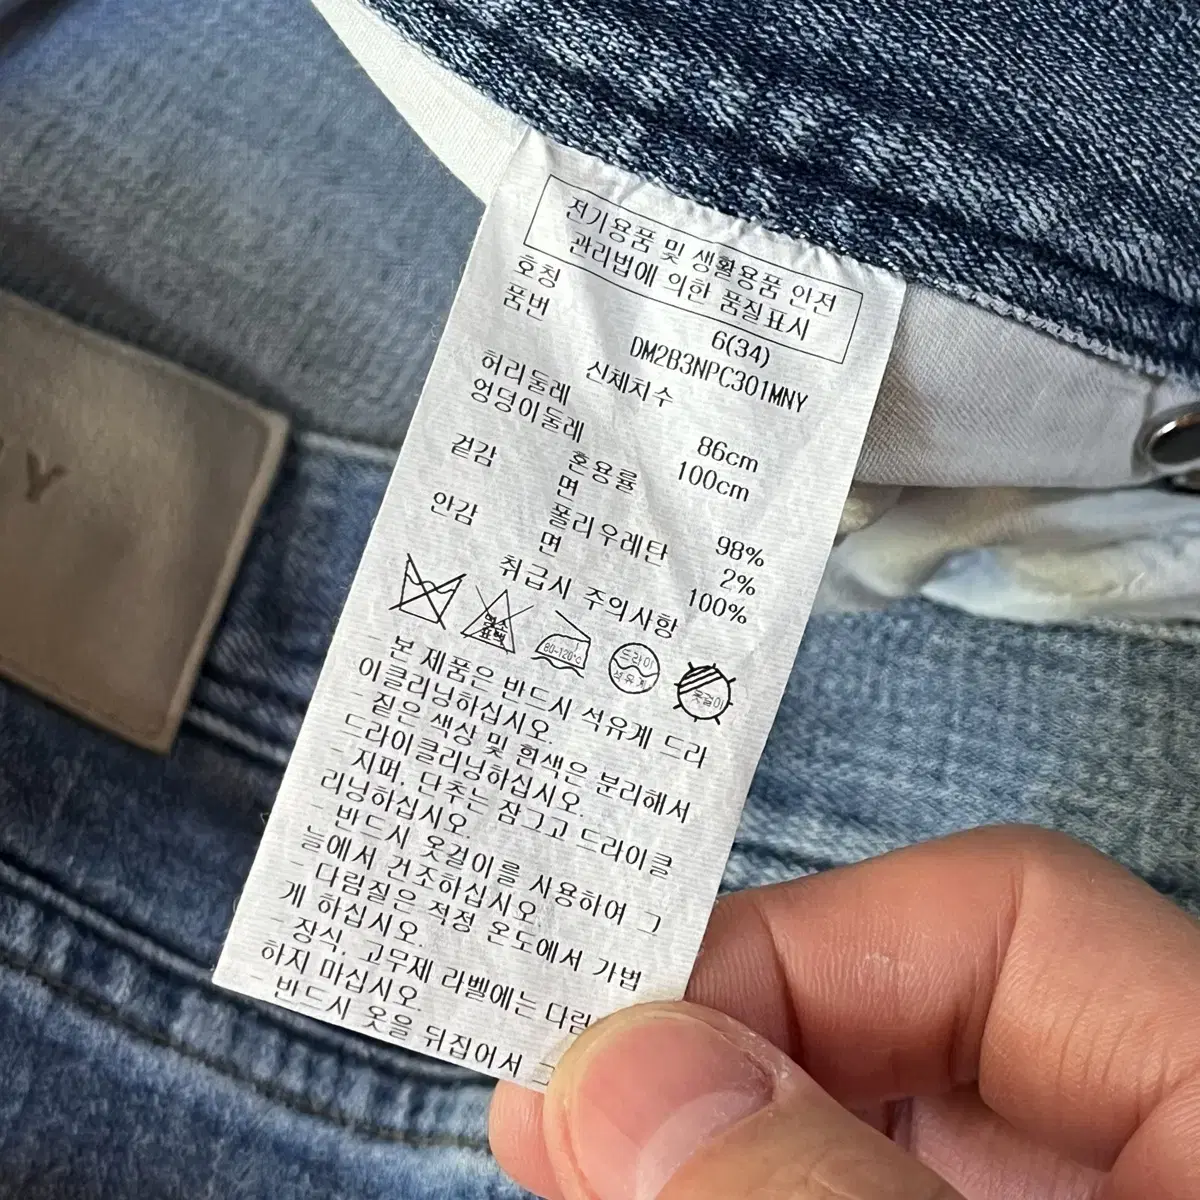 전기용품 및 생활용품 안전
관리법에 의한 품질표시
호칭 6(34)
품번 DM2B3NPC301MNY
신체치수
허리둘레 86cm
엉덩이둘레 100cm
혼용률
겉감 면 98%
폴리우레탄 2%
안감 면 100%
취급시 주의사항
염소
표백
80-120℃
드라이
석유계
옷걸이
- 본 제품은 반드시 석유계 드라
이클리닝하십시오.
- 짙은 색상 및 흰색은 분리해서
드라이클리닝하십시오.
- 지퍼, 단추는 잠그고 드라이클
리닝하십시오.
- 반드시 옷걸이를 사용하여 그
늘에서 건조하십시오.
- 다림질은 적정 온도에서 가볍
게 하십시오.
- 장식, 고무제 라벨에는 다림
하지 마십시오.
- 반드시 옷을 뒤집어서 그
NY